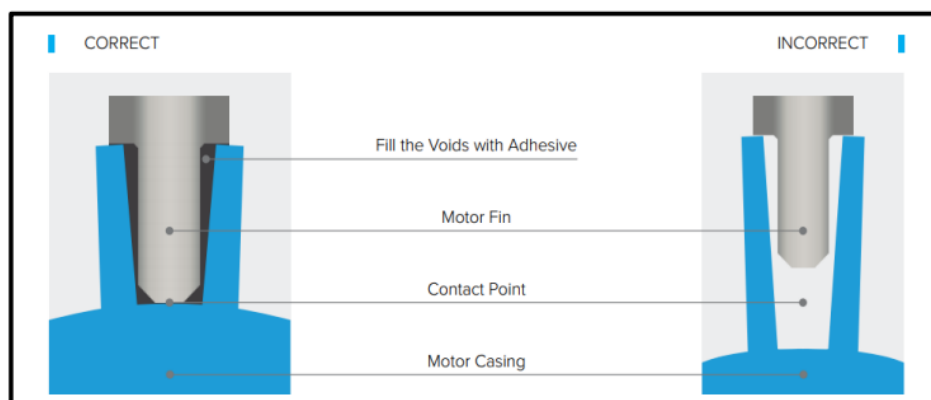 CORRECT
INCORRECT
Fill the Voids with Adhesive
Motor Fin
Contact Point
Motor Casing